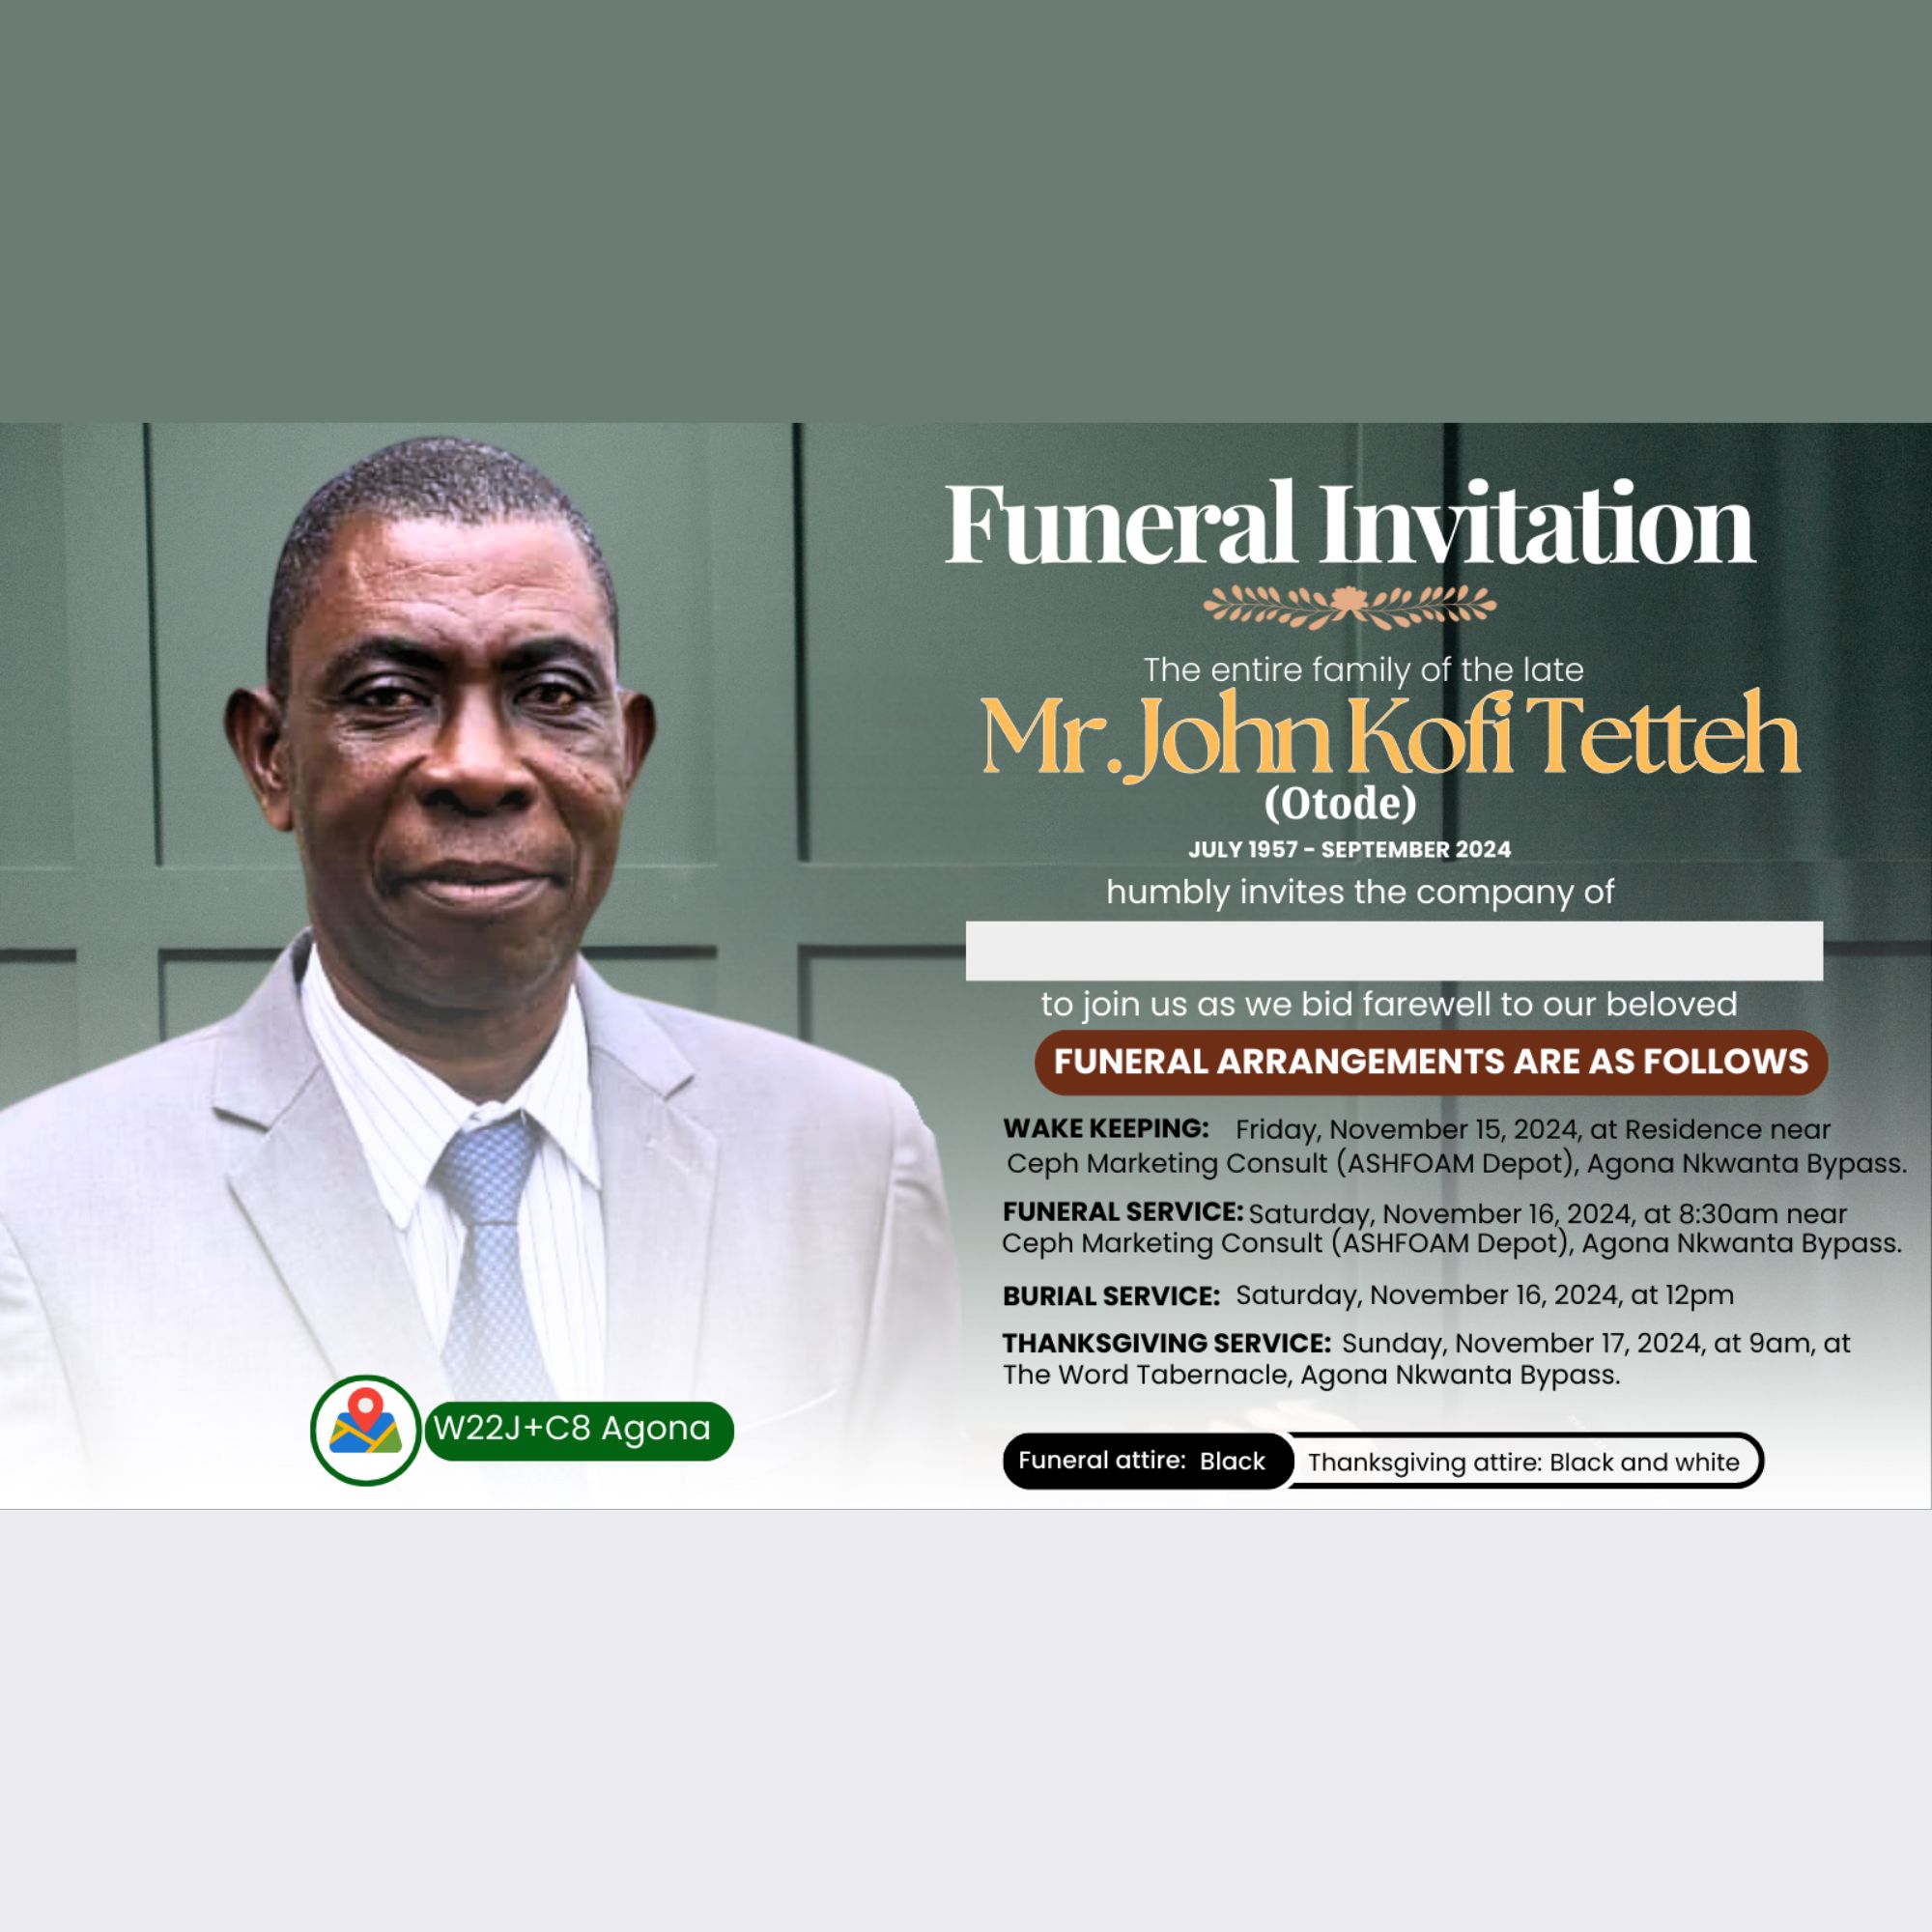 Funeral Invitation
The entire family of the late
Mr. John Kofi Tetteh
(Otode)
JULY 1957 - SEPTEMBER 2024
humbly invites the company of
to join us as we bid farewell to our beloved
FUNERAL ARRANGEMENTS ARE AS FOLLOWS
WAKE KEEPING: Friday, November 15, 2024, at Residence near
Ceph Marketing Consult (ASHFOAM Depot), Agona Nkwanta Bypass.
FUNERAL SERVICE: Saturday, November 16, 2024, at 8:30am near
Ceph Marketing Consult (ASHFOAM Depot), Agona Nkwanta Bypass.
BURIAL SERVICE: Saturday, November 16, 2024, at 12pm
THANKSGIVING SERVICE: Sunday, November 17, 2024, at 9am, at
The Word Tabernacle, Agona Nkwanta Bypass.
W22J+C8 Agona
Funeral attire: Black
Thanksgiving attire: Black and white